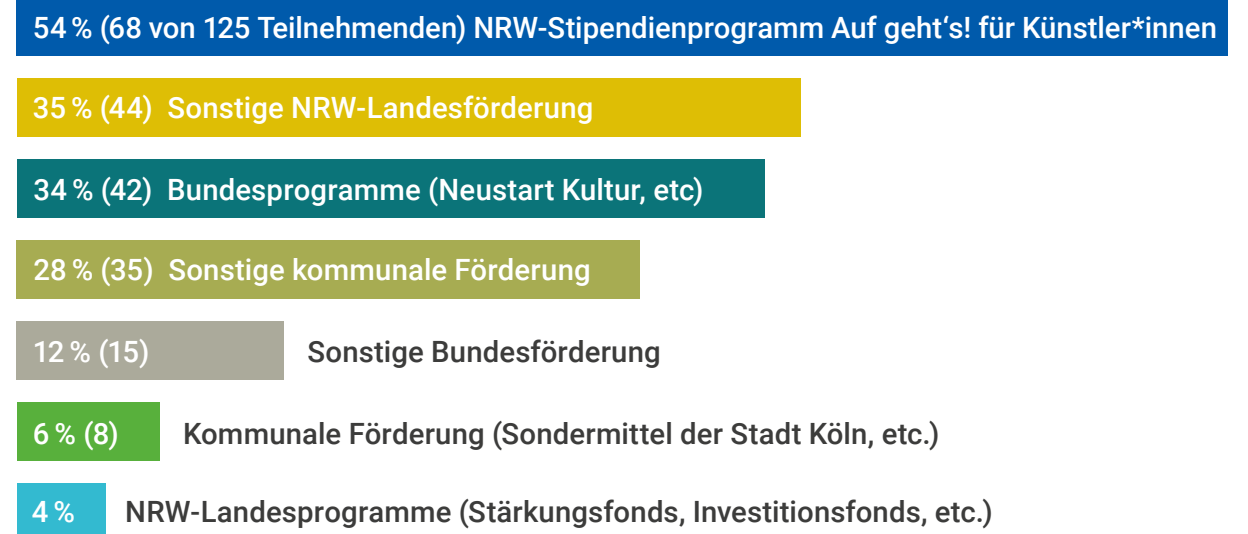 54 % (68 von 125 Teilnehmenden) NRW-Stipendienprogramm Auf geht‘s! für Künstler*innen
35 % (44) Sonstige NRW-Landesförderung
34 % (42) Bundesprogramme (Neustart Kultur, etc)
28 % (35) Sonstige kommunale Förderung
12 % (15) Sonstige Bundesförderung
6 % (8) Kommunale Förderung (Sondermittel der Stadt Köln, etc.)
4 % NRW-Landesprogramme (Stärkungsfonds, Investitionsfonds, etc.)